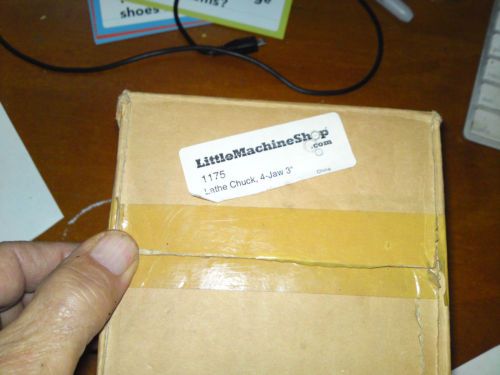 shoes
LittleMachineShop
.com
1175
Lathe Chuck, 4-Jaw 3"
China